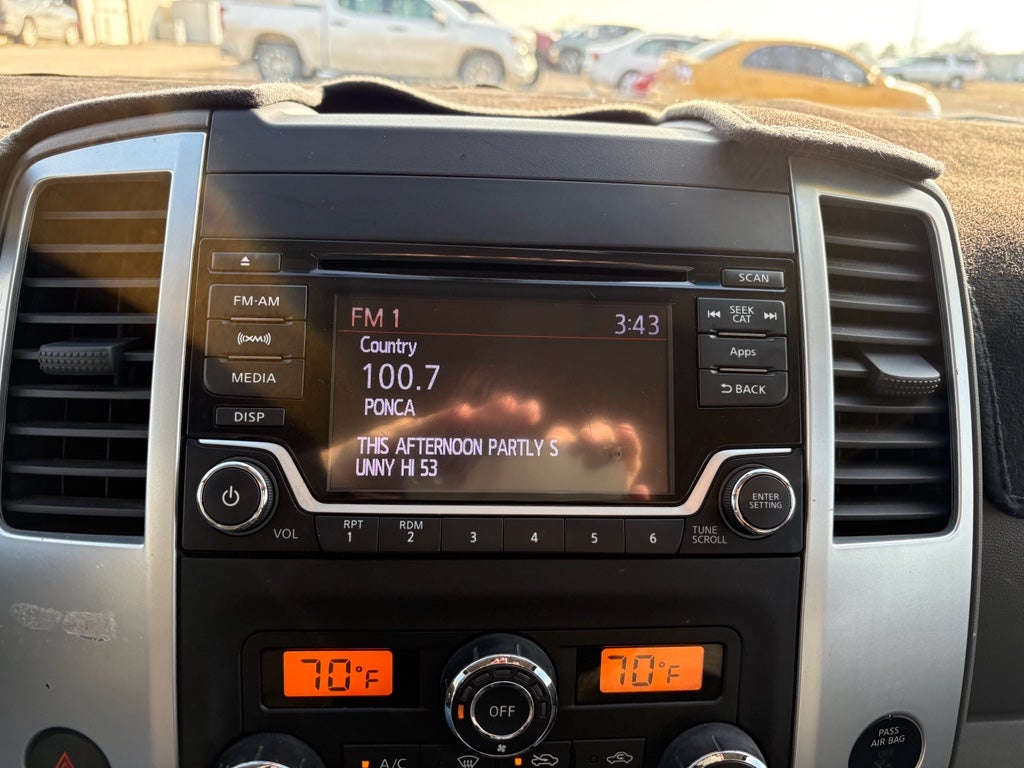 SCAN
FM·AM
((XM))
MEDIA
DISP
FM 1 3:43
Country
100.7
PONCA
THIS AFTERNOON PARTLY S
UNNY HI 53
SEEK
CAT
Apps
BACK
VOL
RPT RDM
1 2 3 4 5 6
TUNE
SCROLL
ENTER
SETTING
70°F 70°F
OFF
A/C
PASS
AIR BAG